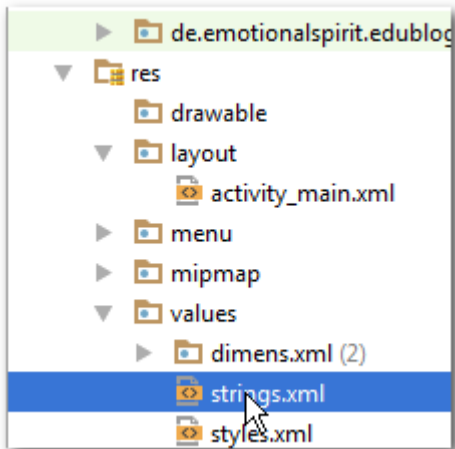 de.emotionalspirit.edublog
res
drawable
layout
activity_main.xml
menu
mipmap
values
dimens.xml (2)
strings.xml
styles.xml